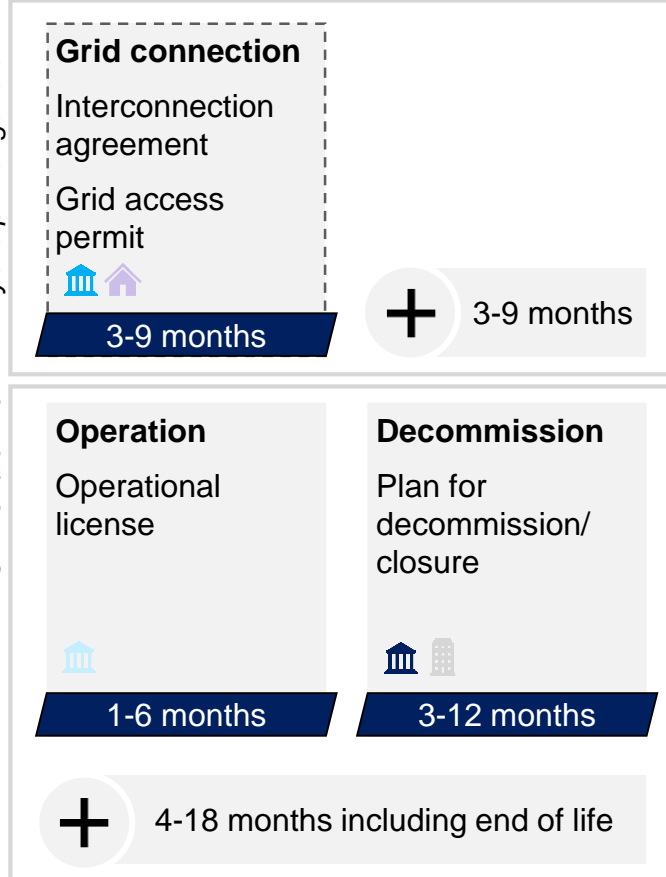 Grid connection
Interconnection
agreement
Grid access
permit
3-9 months
3-9 months
Operation
Operational
license
1-6 months
Decommission
Plan for
decommission/
closure
3-12 months
4-18 months including end of life